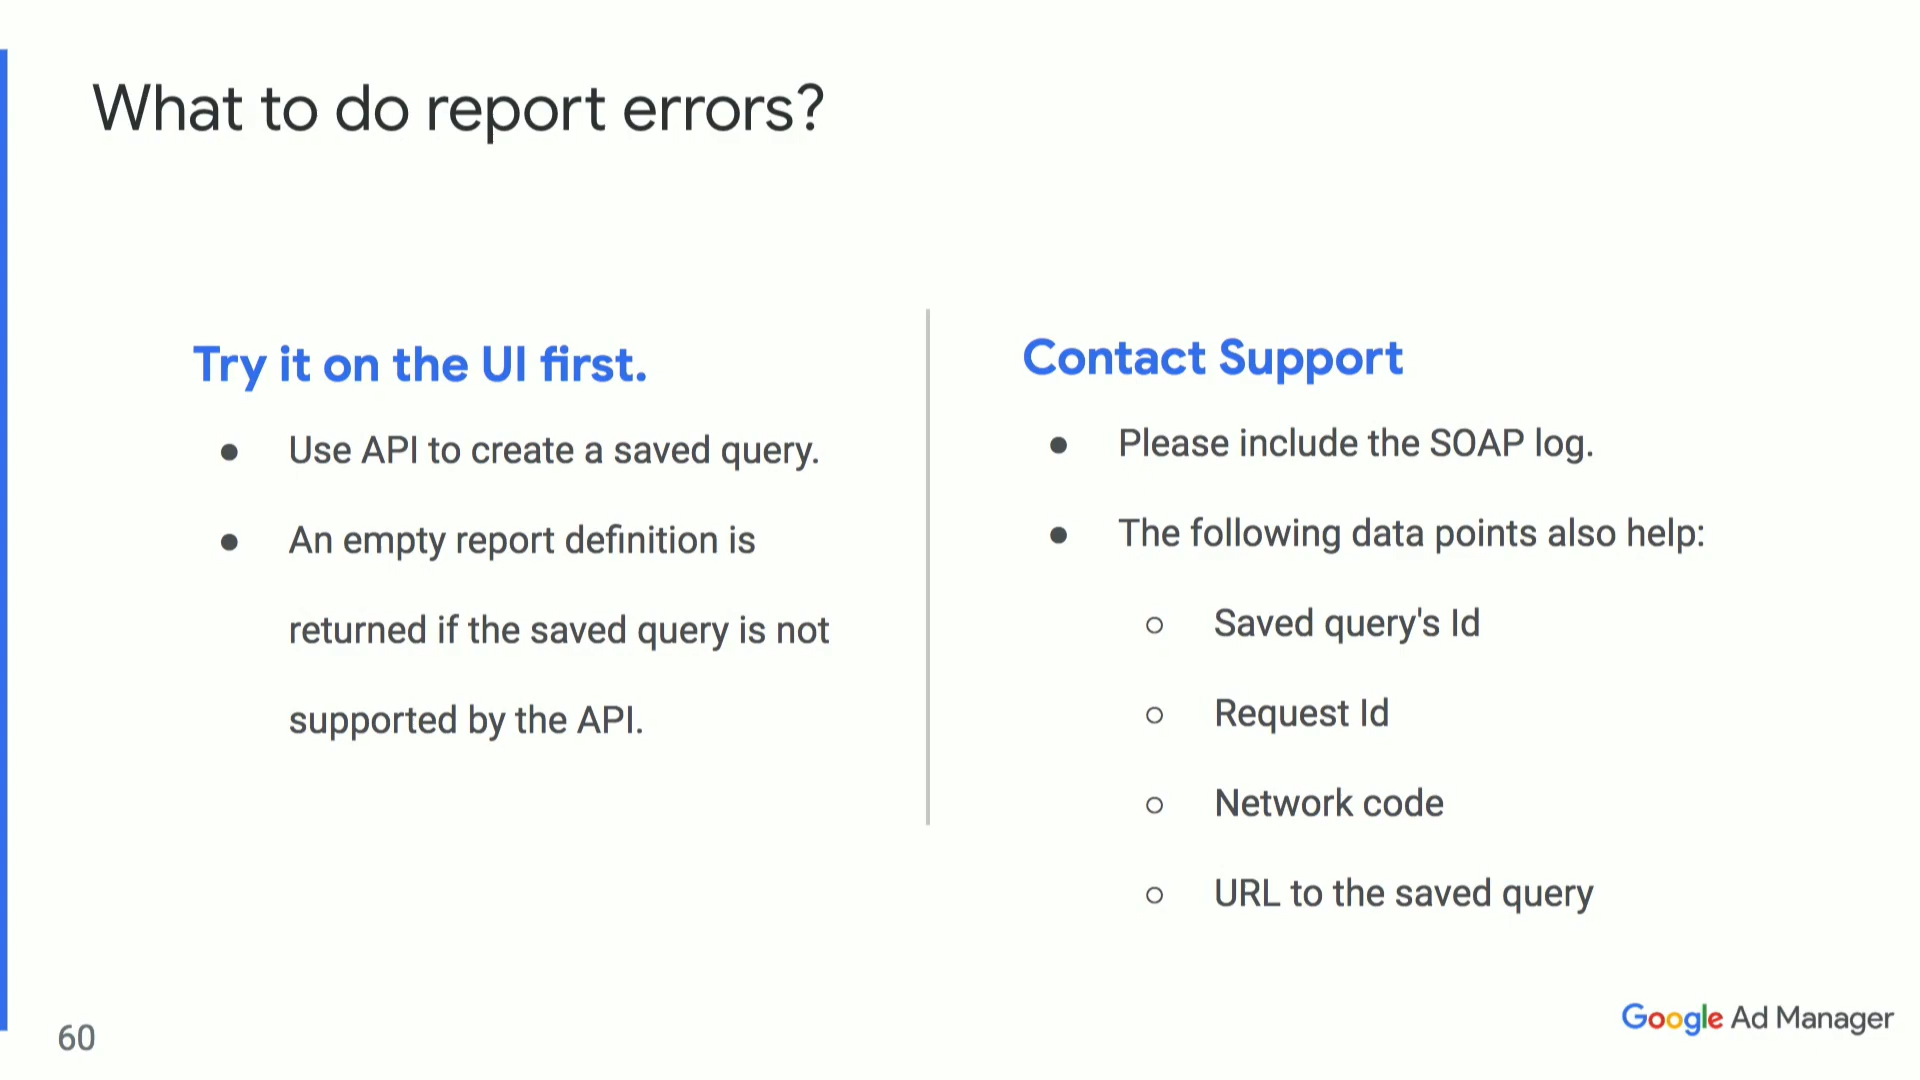 What to do report errors?
Try it on the UI first.
● Use API to create a saved query.
● An empty report definition is
returned if the saved query is not
supported by the API.
Contact Support
● Please include the SOAP log.
● The following data points also help:
○ Saved query's Id
○ Request Id
○ Network code
○ URL to the saved query
60
Google Ad Manager